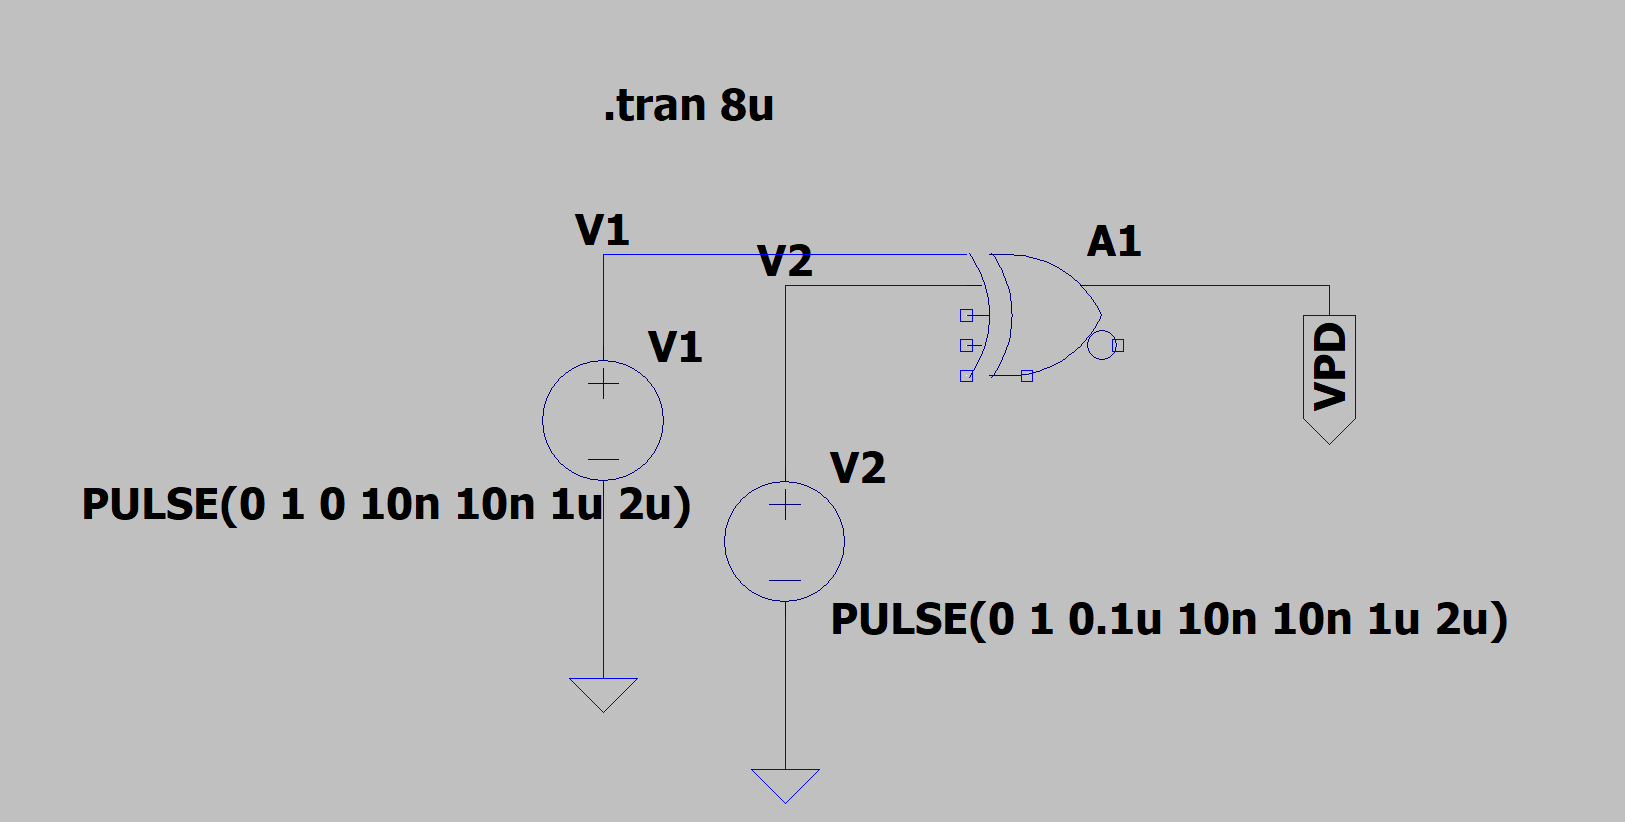 .tran 8u
V1
V2
A1
V1
VPD
V2
PULSE(0 1 0 10n 10n 1u 2u)
PULSE(0 1 0.1u 10n 10n 1u 2u)